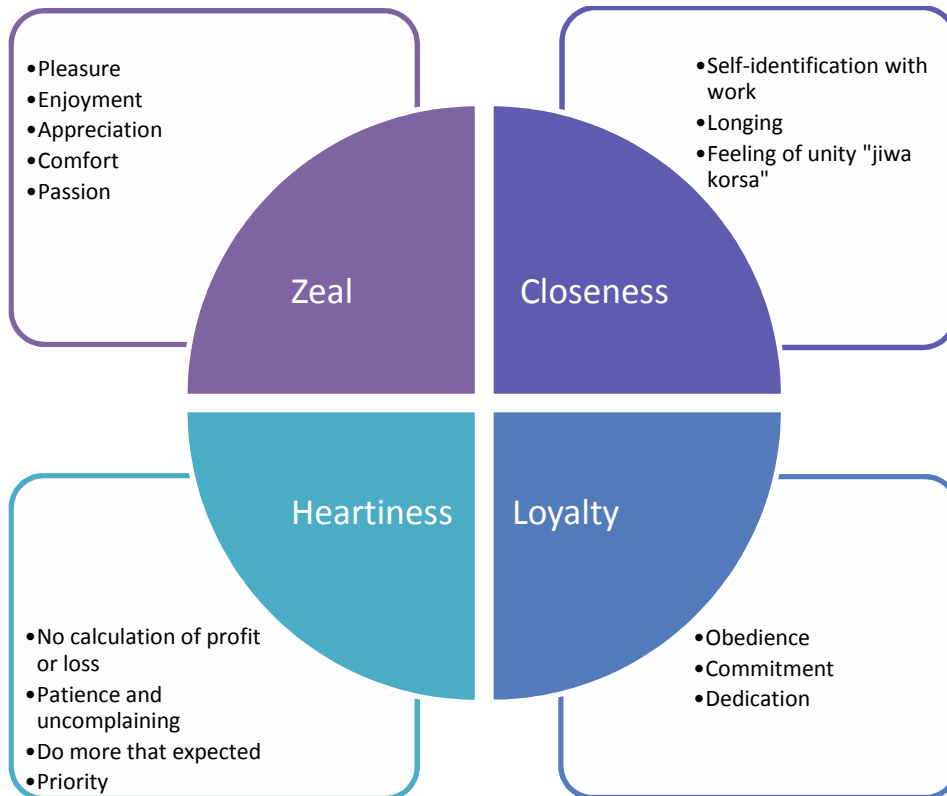 •Pleasure
•Enjoyment
•Appreciation
•Comfort
•Passion
•Self-identification with
work
•Longing
•Feeling of unity "jiwa
korsa"
Zeal
Closeness
Heartiness
Loyalty
•No calculation of profit
or loss
•Patience and
uncomplaining
•Do more that expected
•Priority
•Obedience
•Commitment
•Dedication